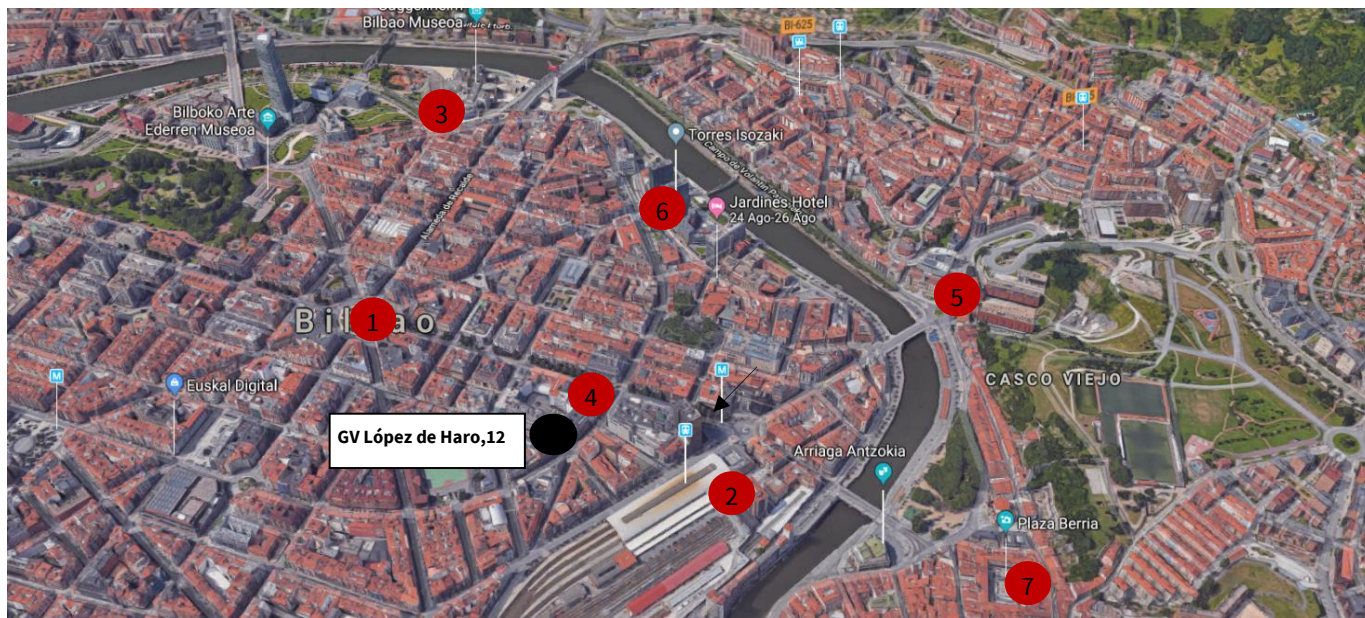 Guggenheim
Bilbao Museoa
BI-625
Bilboko Arte
Ederren Museoa
3
Torres Isozaki
Campo de Volantín
6
Jardines Hotel
24 Ago-26 Ago
Alameda de Recalde
5
Bilbao
1
M
Euskal Digital
M
CASCO VIEJO
4
GV López de Haro,12
Arriaga Antzokia
2
Plaza Berria
7